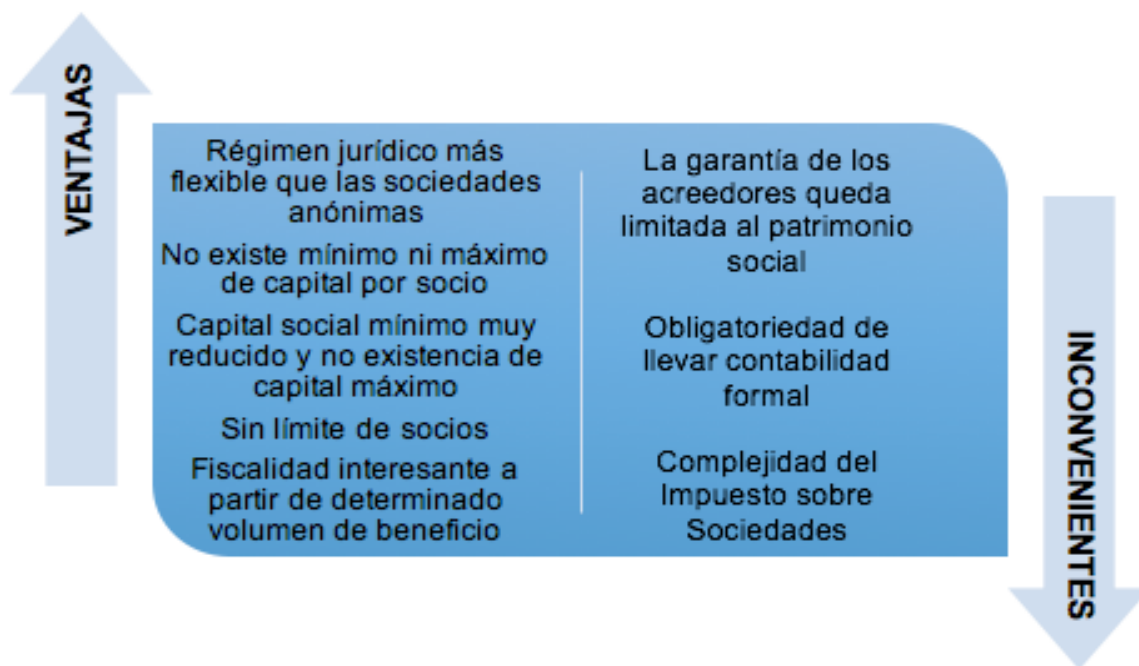 VENTAJAS
Régimen jurídico más
flexible que las sociedades
anónimas
No existe mínimo ni máximo
de capital por socio
Capital social mínimo muy
reducido y no existencia de
capital máximo
Sin límite de socios
Fiscalidad interesante a
partir de determinado
volumen de beneficio
La garantía de los
acreedores queda
limitada al patrimonio
social
Obligatoriedad de
llevar contabilidad
formal
Complejidad del
Impuesto sobre
Sociedades
INCONVENIENTES